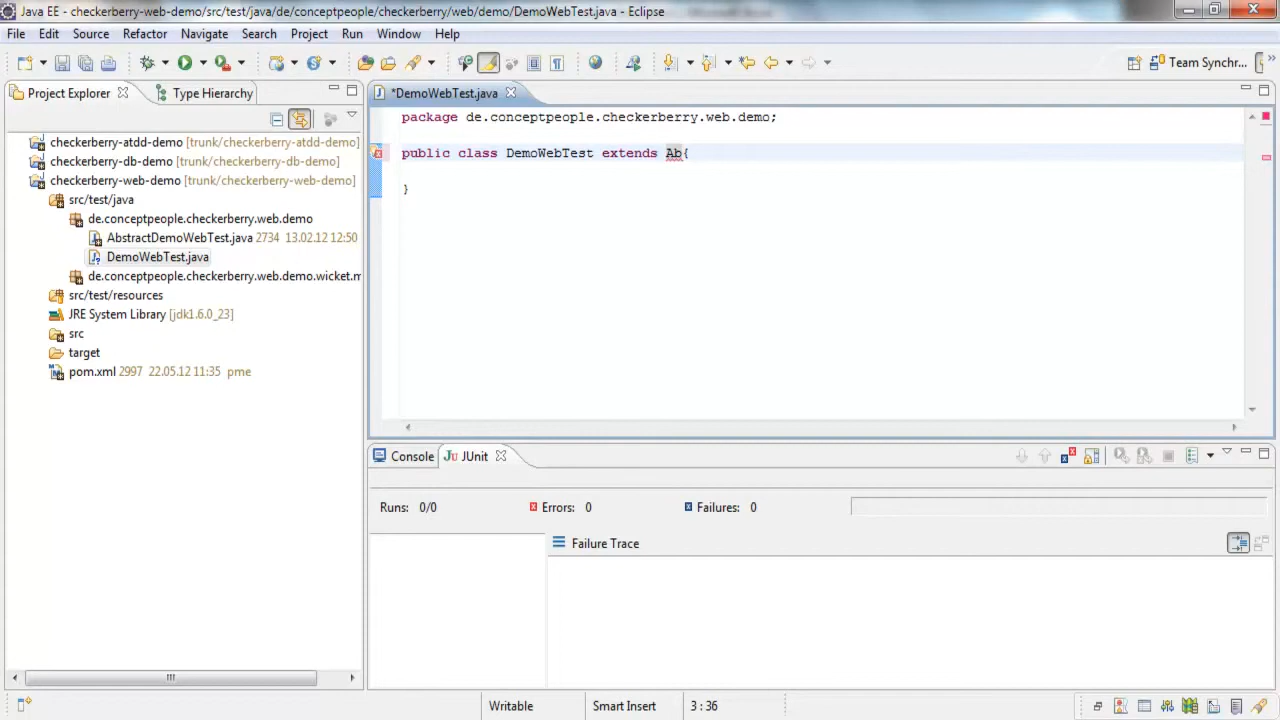 Java EE - checkerberry-web-demo/src/test/java/de/conceptpeople/checkerberry/web/demo/DemoWebTest.java - Eclipse
File Edit Source Refactor Navigate Search Project Run Window Help
Team Synchr...
Project Explorer Type Hierarchy
checkerberry-atdd-demo [trunk/checkerberry-atdd-demo]
checkerberry-db-demo [trunk/checkerberry-db-demo]
checkerberry-web-demo [trunk/checkerberry-web-demo]
src/test/java
de.conceptpeople.checkerberry.web.demo
AbstractDemoWebTest.java 2734 13.02.12 12:50
DemoWebTest.java
de.conceptpeople.checkerberry.web.demo.wicket.m
src/test/resources
JRE System Library [jdk1.6.0_23]
src
target
pom.xml 2997 22.05.12 11:35 pme
*DemoWebTest.java
package de.conceptpeople.checkerberry.web.demo;
public class DemoWebTest extends Ab{
}
Console JUnit
Runs: 0/0 Errors: 0 Failures: 0
Failure Trace
Writable Smart Insert 3 : 36